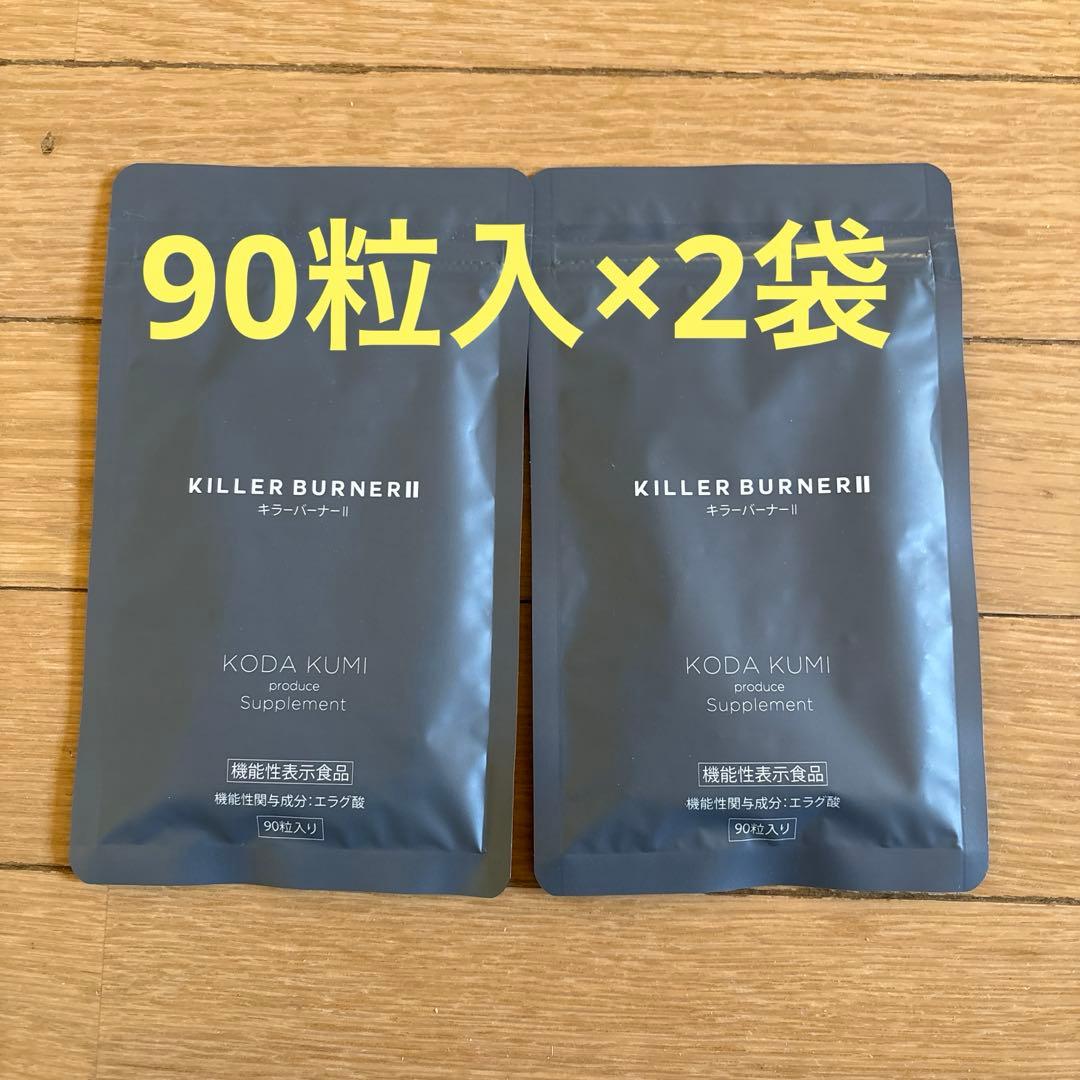 90粒入×2袋
KILLER BURNERⅡ
キラーバーナーⅡ
KODA KUMI
produce
Supplement
機能性表示食品
機能性関与成分：エラグ酸
90粒入り
KILLER BURNERⅡ
キラーバーナーⅡ
KODA KUMI
produce
Supplement
機能性表示食品
機能性関与成分：エラグ酸
90粒入り